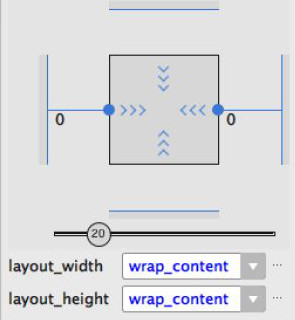 0 0
20
layout_width wrap_content
layout_height wrap_content